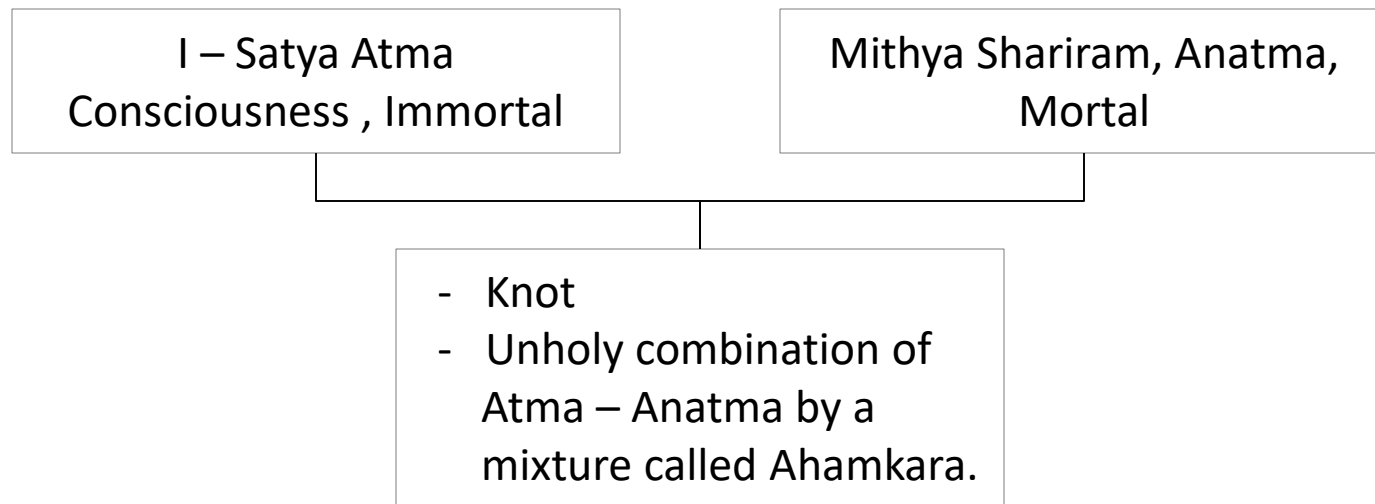 I – Satya Atma
Consciousness , Immortal
Mithya Shariram, Anatma,
Mortal
- Knot
- Unholy combination of
Atma – Anatma by a
mixture called Ahamkara.